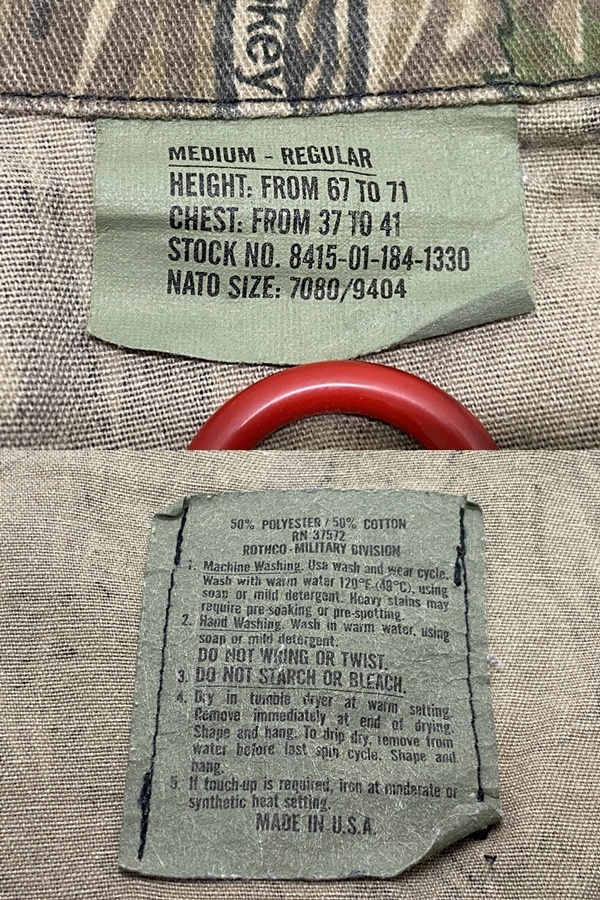 key
MEDIUM - REGULAR
HEIGHT: FROM 67 TO 71
CHEST: FROM 37 TO 41
STOCK NO. 8415-01-184-1330
NATO SIZE: 7080/9404
50% POLYESTER / 50% COTTON
RN 37572
ROTHCO-MILITARY DIVISION
1. Machine Washing. Use wash and wear cycle.
Wash with warm water 120°F (49°C), using
soap or mild detergent. Heavy stains may
require pre-soaking or pre-spotting.
2. Hand Washing. Wash in warm water, using
soap or mild detergent.
DO NOT WRING OR TWIST.
3. DO NOT STARCH OR BLEACH.
4. Dry in tumble dryer at warm setting.
Remove immediately at end of drying.
Shape and hang. To drip dry, remove from
water before last spin cycle. Shape and
hang.
5. If touch-up is required, iron at moderate or
synthetic heat setting.
MADE IN U.S.A.